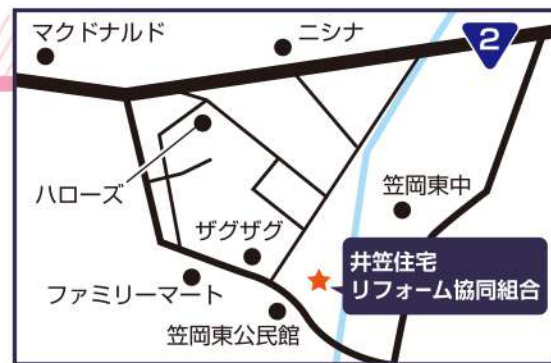 マクドナルド
ニシナ
2
ハローズ
笠岡東中
ザグザグ
井笠住宅
リフォーム協同組合
ファミリーマート
笠岡東公民館